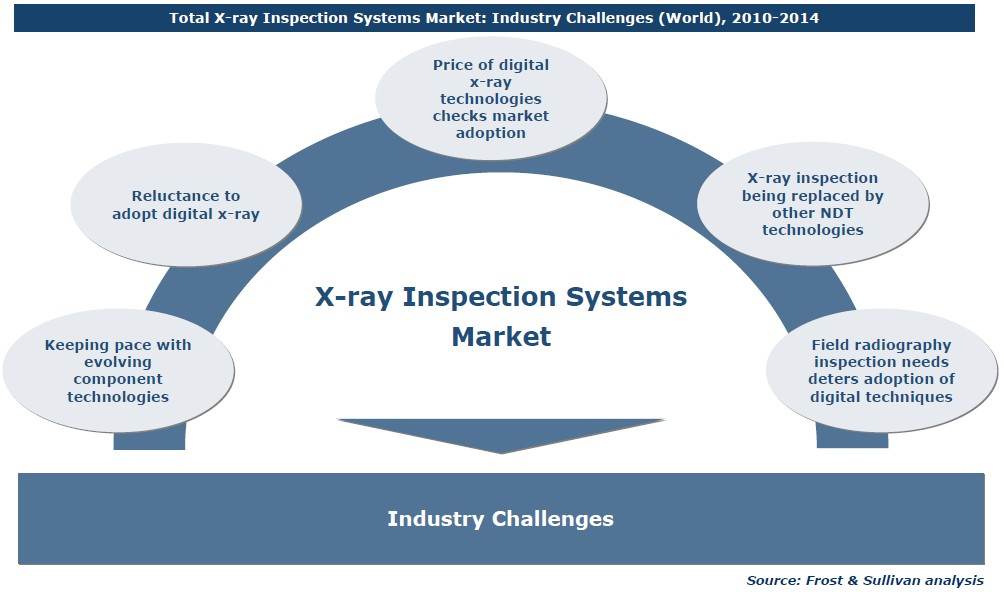 Total X-ray Inspection Systems Market: Industry Challenges (World), 2010-2014
Price of digital
x-ray
technologies
checks market
adoption
Reluctance to
adopt digital x-ray
X-ray inspection
being replaced by
other NDT
technologies
Keeping pace with
evolving
component
technologies
Field radiography
inspection needs
deters adoption of
digital techniques
X-ray Inspection Systems
Market
Industry Challenges
Source: Frost & Sullivan analysis